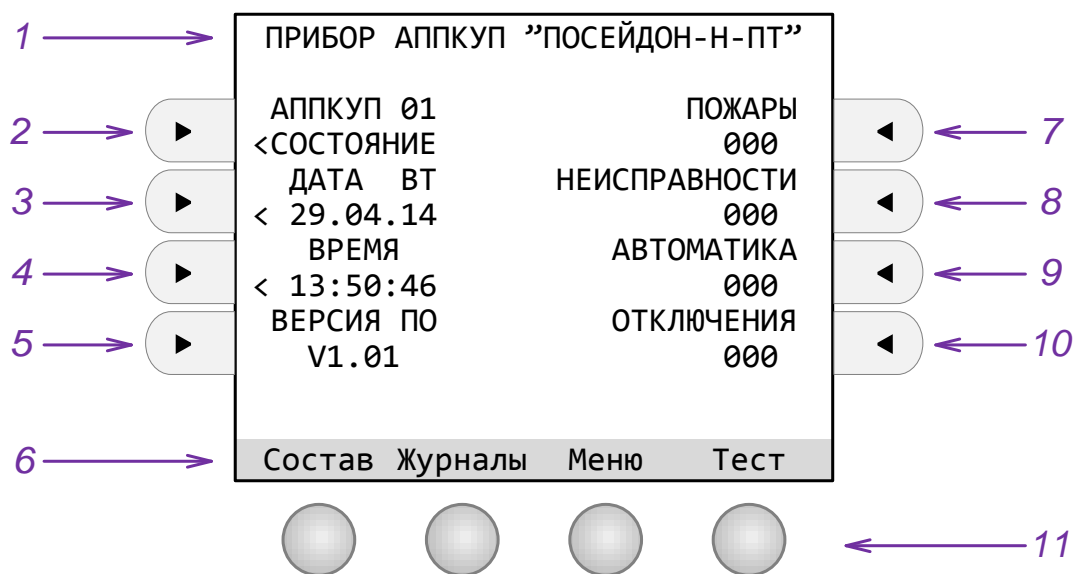 1 ПРИБОР АППКУП ”ПОСЕЙДОН-Н-ПТ”
АППКУП 01 ПОЖАРЫ
2 <СОСТОЯНИЕ 000 7
ДАТА ВТ НЕИСПРАВНОСТИ
3 < 29.04.14 000 8
ВРЕМЯ АВТОМАТИКА
4 < 13:50:46 000 9
ВЕРСИЯ ПО ОТКЛЮЧЕНИЯ
5 V1.01 000 10
6 Состав Журналы Меню Тест
11